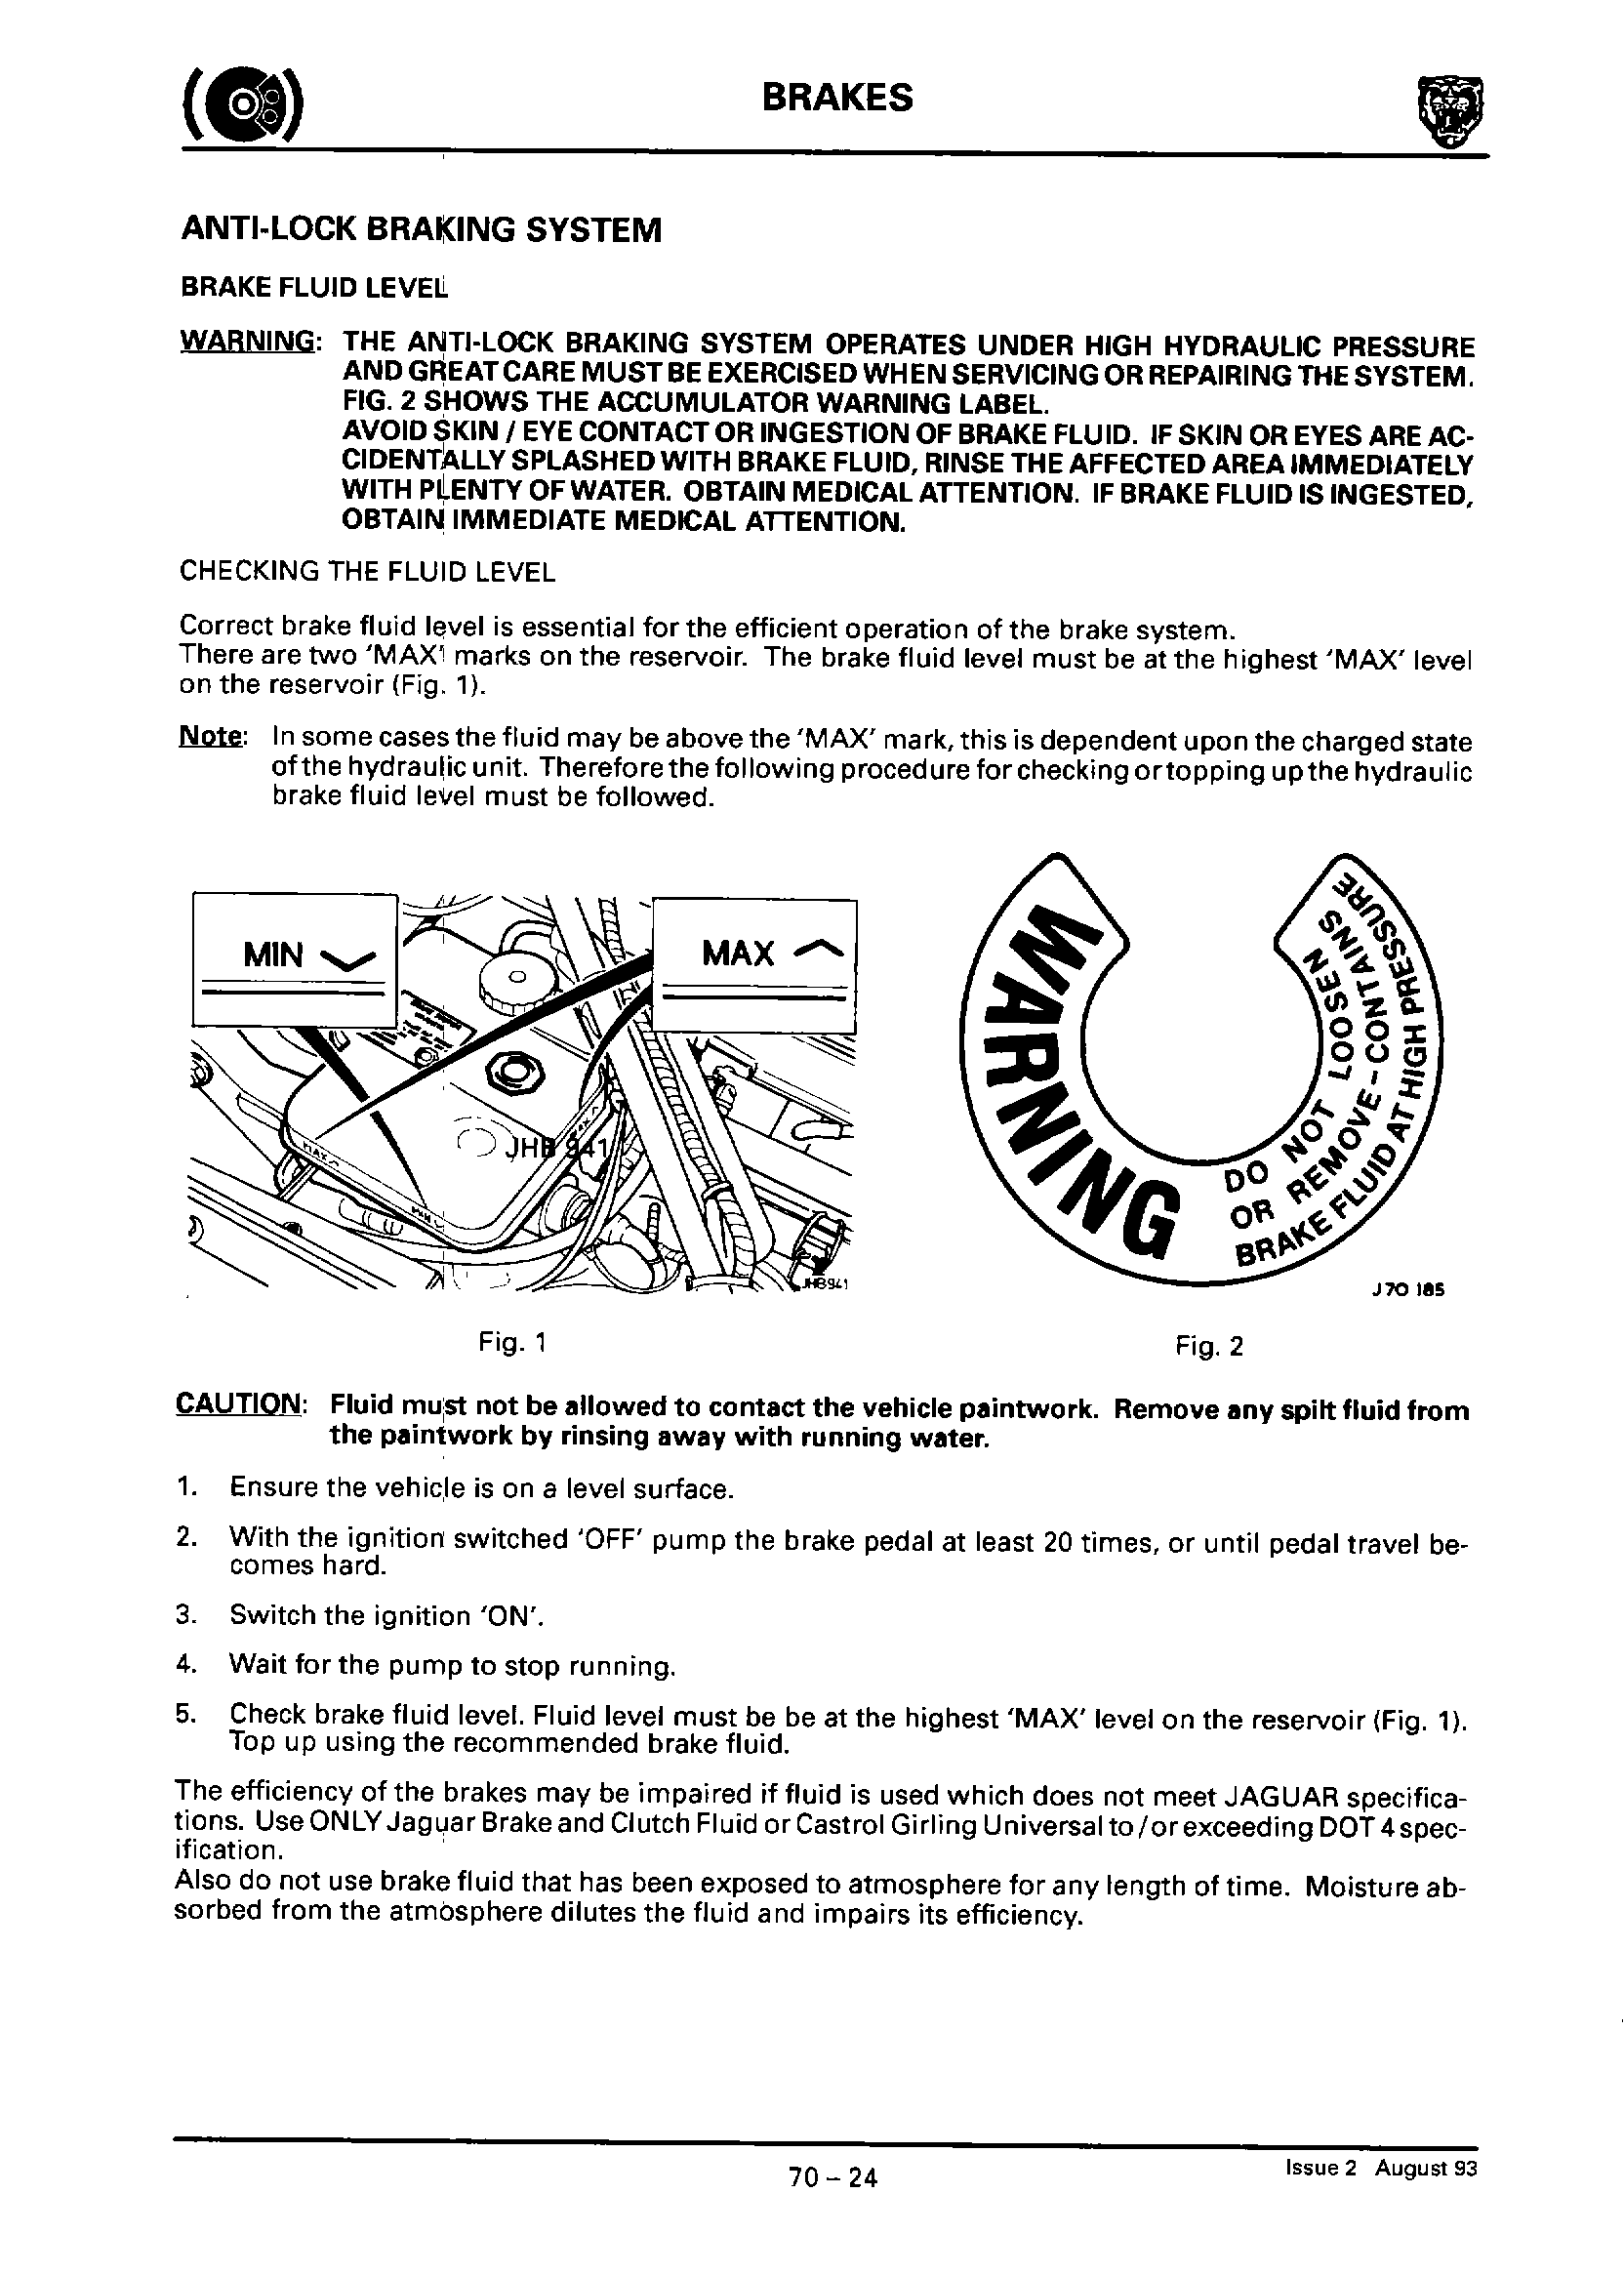 BRAKES
ANTI-LOCK BRAKING SYSTEM
BRAKE FLUID LEVEL
WARNING: THE ANTI-LOCK BRAKING SYSTEM OPERATES UNDER HIGH HYDRAULIC PRESSURE
AND GREAT CARE MUST BE EXERCISED WHEN SERVICING OR REPAIRING THE SYSTEM.
FIG. 2 SHOWS THE ACCUMULATOR WARNING LABEL.
AVOID SKIN / EYE CONTACT OR INGESTION OF BRAKE FLUID. IF SKIN OR EYES ARE AC-
CIDENTALLY SPLASHED WITH BRAKE FLUID, RINSE THE AFFECTED AREA IMMEDIATELY
WITH PLENTY OF WATER. OBTAIN MEDICAL ATTENTION. IF BRAKE FLUID IS INGESTED,
OBTAIN IMMEDIATE MEDICAL ATTENTION.
CHECKING THE FLUID LEVEL
Correct brake fluid level is essential for the efficient operation of the brake system.
There are two 'MAX' marks on the reservoir. The brake fluid level must be at the highest 'MAX' level
on the reservoir (Fig. 1).
Note: In some cases the fluid may be above the 'MAX' mark, this is dependent upon the charged state
of the hydraulic unit. Therefore the following procedure for checking or topping up the hydraulic
brake fluid level must be followed.
MIN
MAX
MAX
JHB 941
JHB941
WARNING
DO NOT LOOSEN
OR REMOVE-CONTAINS
BRAKE FLUID AT HIGH PRESSURE
J70 185
Fig. 1
Fig. 2
CAUTION: Fluid must not be allowed to contact the vehicle paintwork. Remove any spilt fluid from
the paintwork by rinsing away with running water.
1. Ensure the vehicle is on a level surface.
2. With the ignition switched 'OFF' pump the brake pedal at least 20 times, or until pedal travel be-
comes hard.
3. Switch the ignition 'ON'.
4. Wait for the pump to stop running.
5. Check brake fluid level. Fluid level must be be at the highest 'MAX' level on the reservoir (Fig. 1).
Top up using the recommended brake fluid.
The efficiency of the brakes may be impaired if fluid is used which does not meet JAGUAR specifica-
tions. Use ONLY Jaguar Brake and Clutch Fluid or Castrol Girling Universal to / or exceeding DOT 4 spec-
ification.
Also do not use brake fluid that has been exposed to atmosphere for any length of time. Moisture ab-
sorbed from the atmosphere dilutes the fluid and impairs its efficiency.
70 – 24
Issue 2 August 93